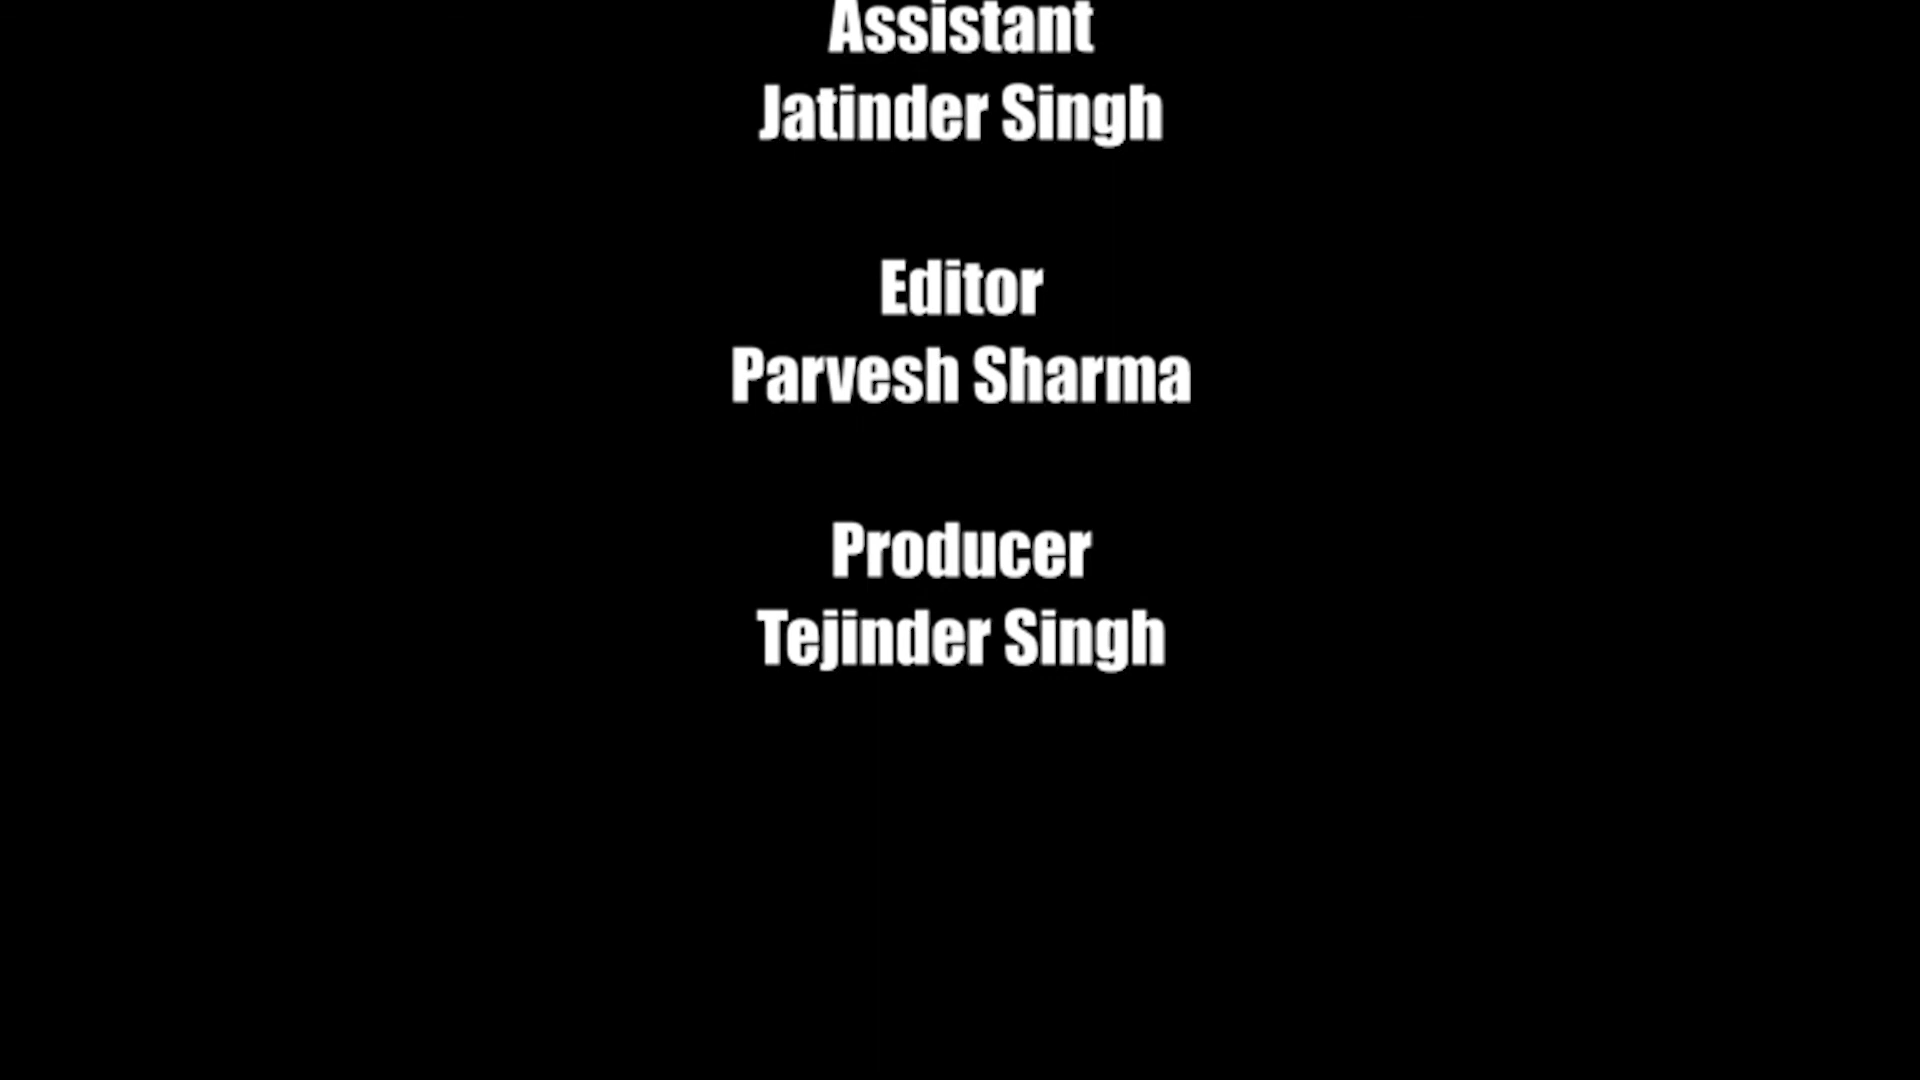 Assistant
Jatinder Singh
Editor
Parvesh Sharma
Producer
Tejinder Singh